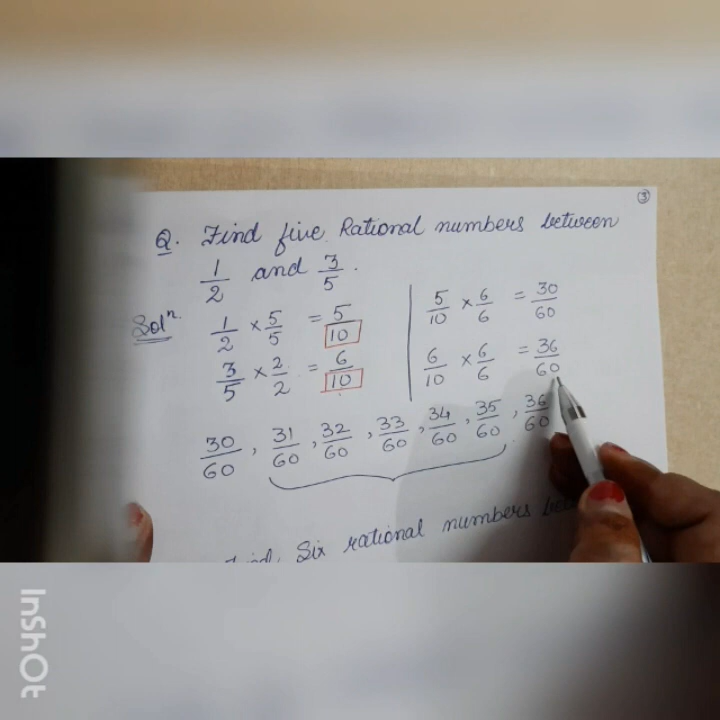 ③
Q. Find five Rational numbers between
1/2 and 3/5.
Solⁿ.
1/2 × 5/5 = 5/10
3/5 × 2/2 = 6/10
5/10 × 6/6 = 30/60
6/10 × 6/6 = 36/60
30/60, 31/60, 32/60, 33/60, 34/60, 35/60, 36/60
Six rational numbers
InShOt